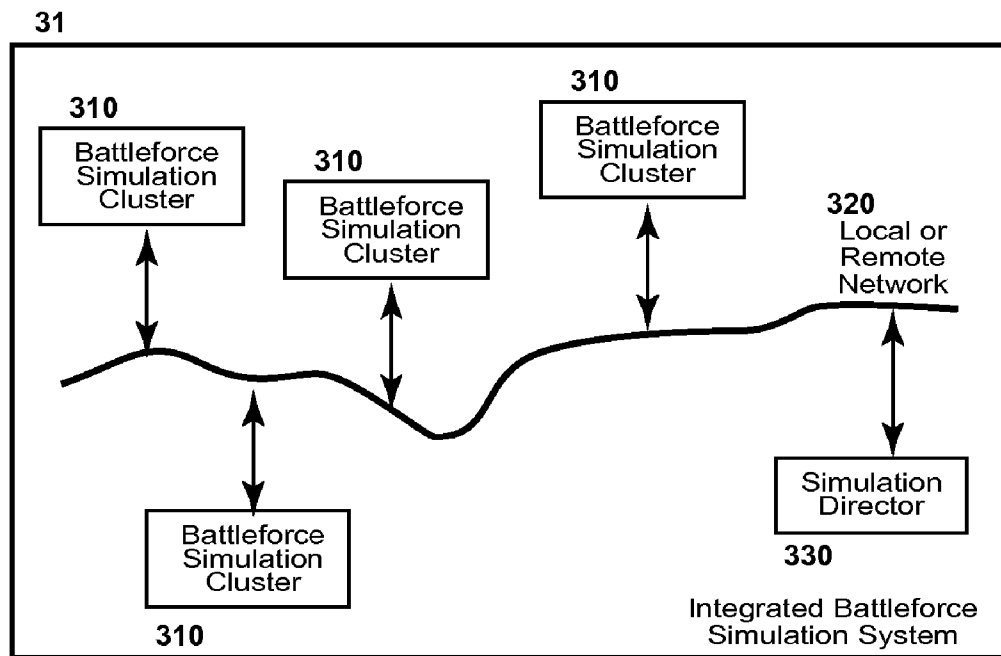 31
310
Battleforce
Simulation
Cluster
310
Battleforce
Simulation
Cluster
310
Battleforce
Simulation
Cluster
320
Local or
Remote
Network
Battleforce
Simulation
Cluster
310
Simulation
Director
330
Integrated Battleforce
Simulation System